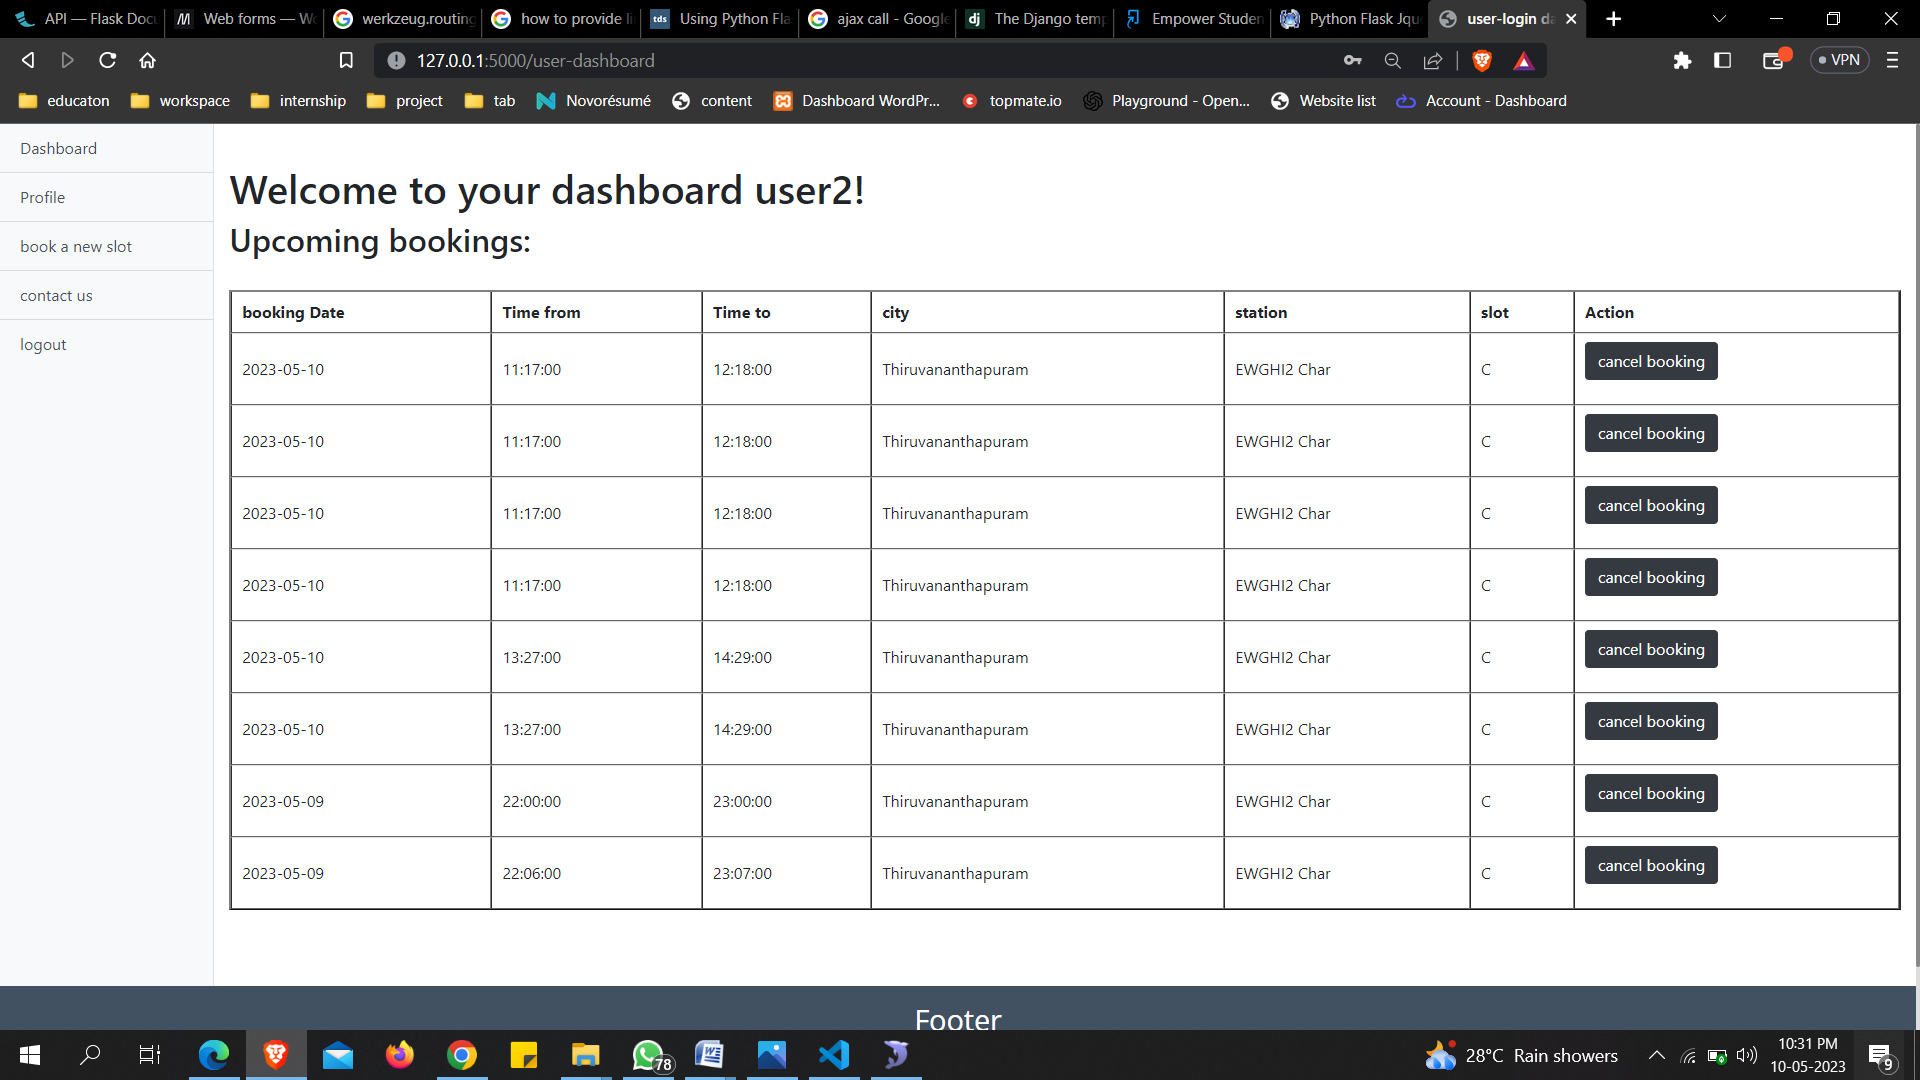 API — Flask Docu
Web forms — Wo
werkzeug.routing
how to provide li
tds Using Python Fla
ajax call - Google
dj The Django temp
Empower Studen
Python Flask Jqu
user-login da
127.0.0.1:5000/user-dashboard
VPN
educaton
workspace
internship
project
tab
Novorésumé
content
Dashboard WordPr...
topmate.io
Playground - Open...
Website list
Account - Dashboard
Dashboard
Profile
book a new slot
contact us
logout
Welcome to your dashboard user2!
Upcoming bookings:
booking Date Time from Time to city station slot Action
2023-05-10 11:17:00 12:18:00 Thiruvananthapuram EWGHI2 Char C cancel booking
2023-05-10 11:17:00 12:18:00 Thiruvananthapuram EWGHI2 Char C cancel booking
2023-05-10 11:17:00 12:18:00 Thiruvananthapuram EWGHI2 Char C cancel booking
2023-05-10 11:17:00 12:18:00 Thiruvananthapuram EWGHI2 Char C cancel booking
2023-05-10 13:27:00 14:29:00 Thiruvananthapuram EWGHI2 Char C cancel booking
2023-05-10 13:27:00 14:29:00 Thiruvananthapuram EWGHI2 Char C cancel booking
2023-05-09 22:00:00 23:00:00 Thiruvananthapuram EWGHI2 Char C cancel booking
2023-05-09 22:06:00 23:07:00 Thiruvananthapuram EWGHI2 Char C cancel booking
Footer
78
28°C Rain showers
10:31 PM
10-05-2023
9